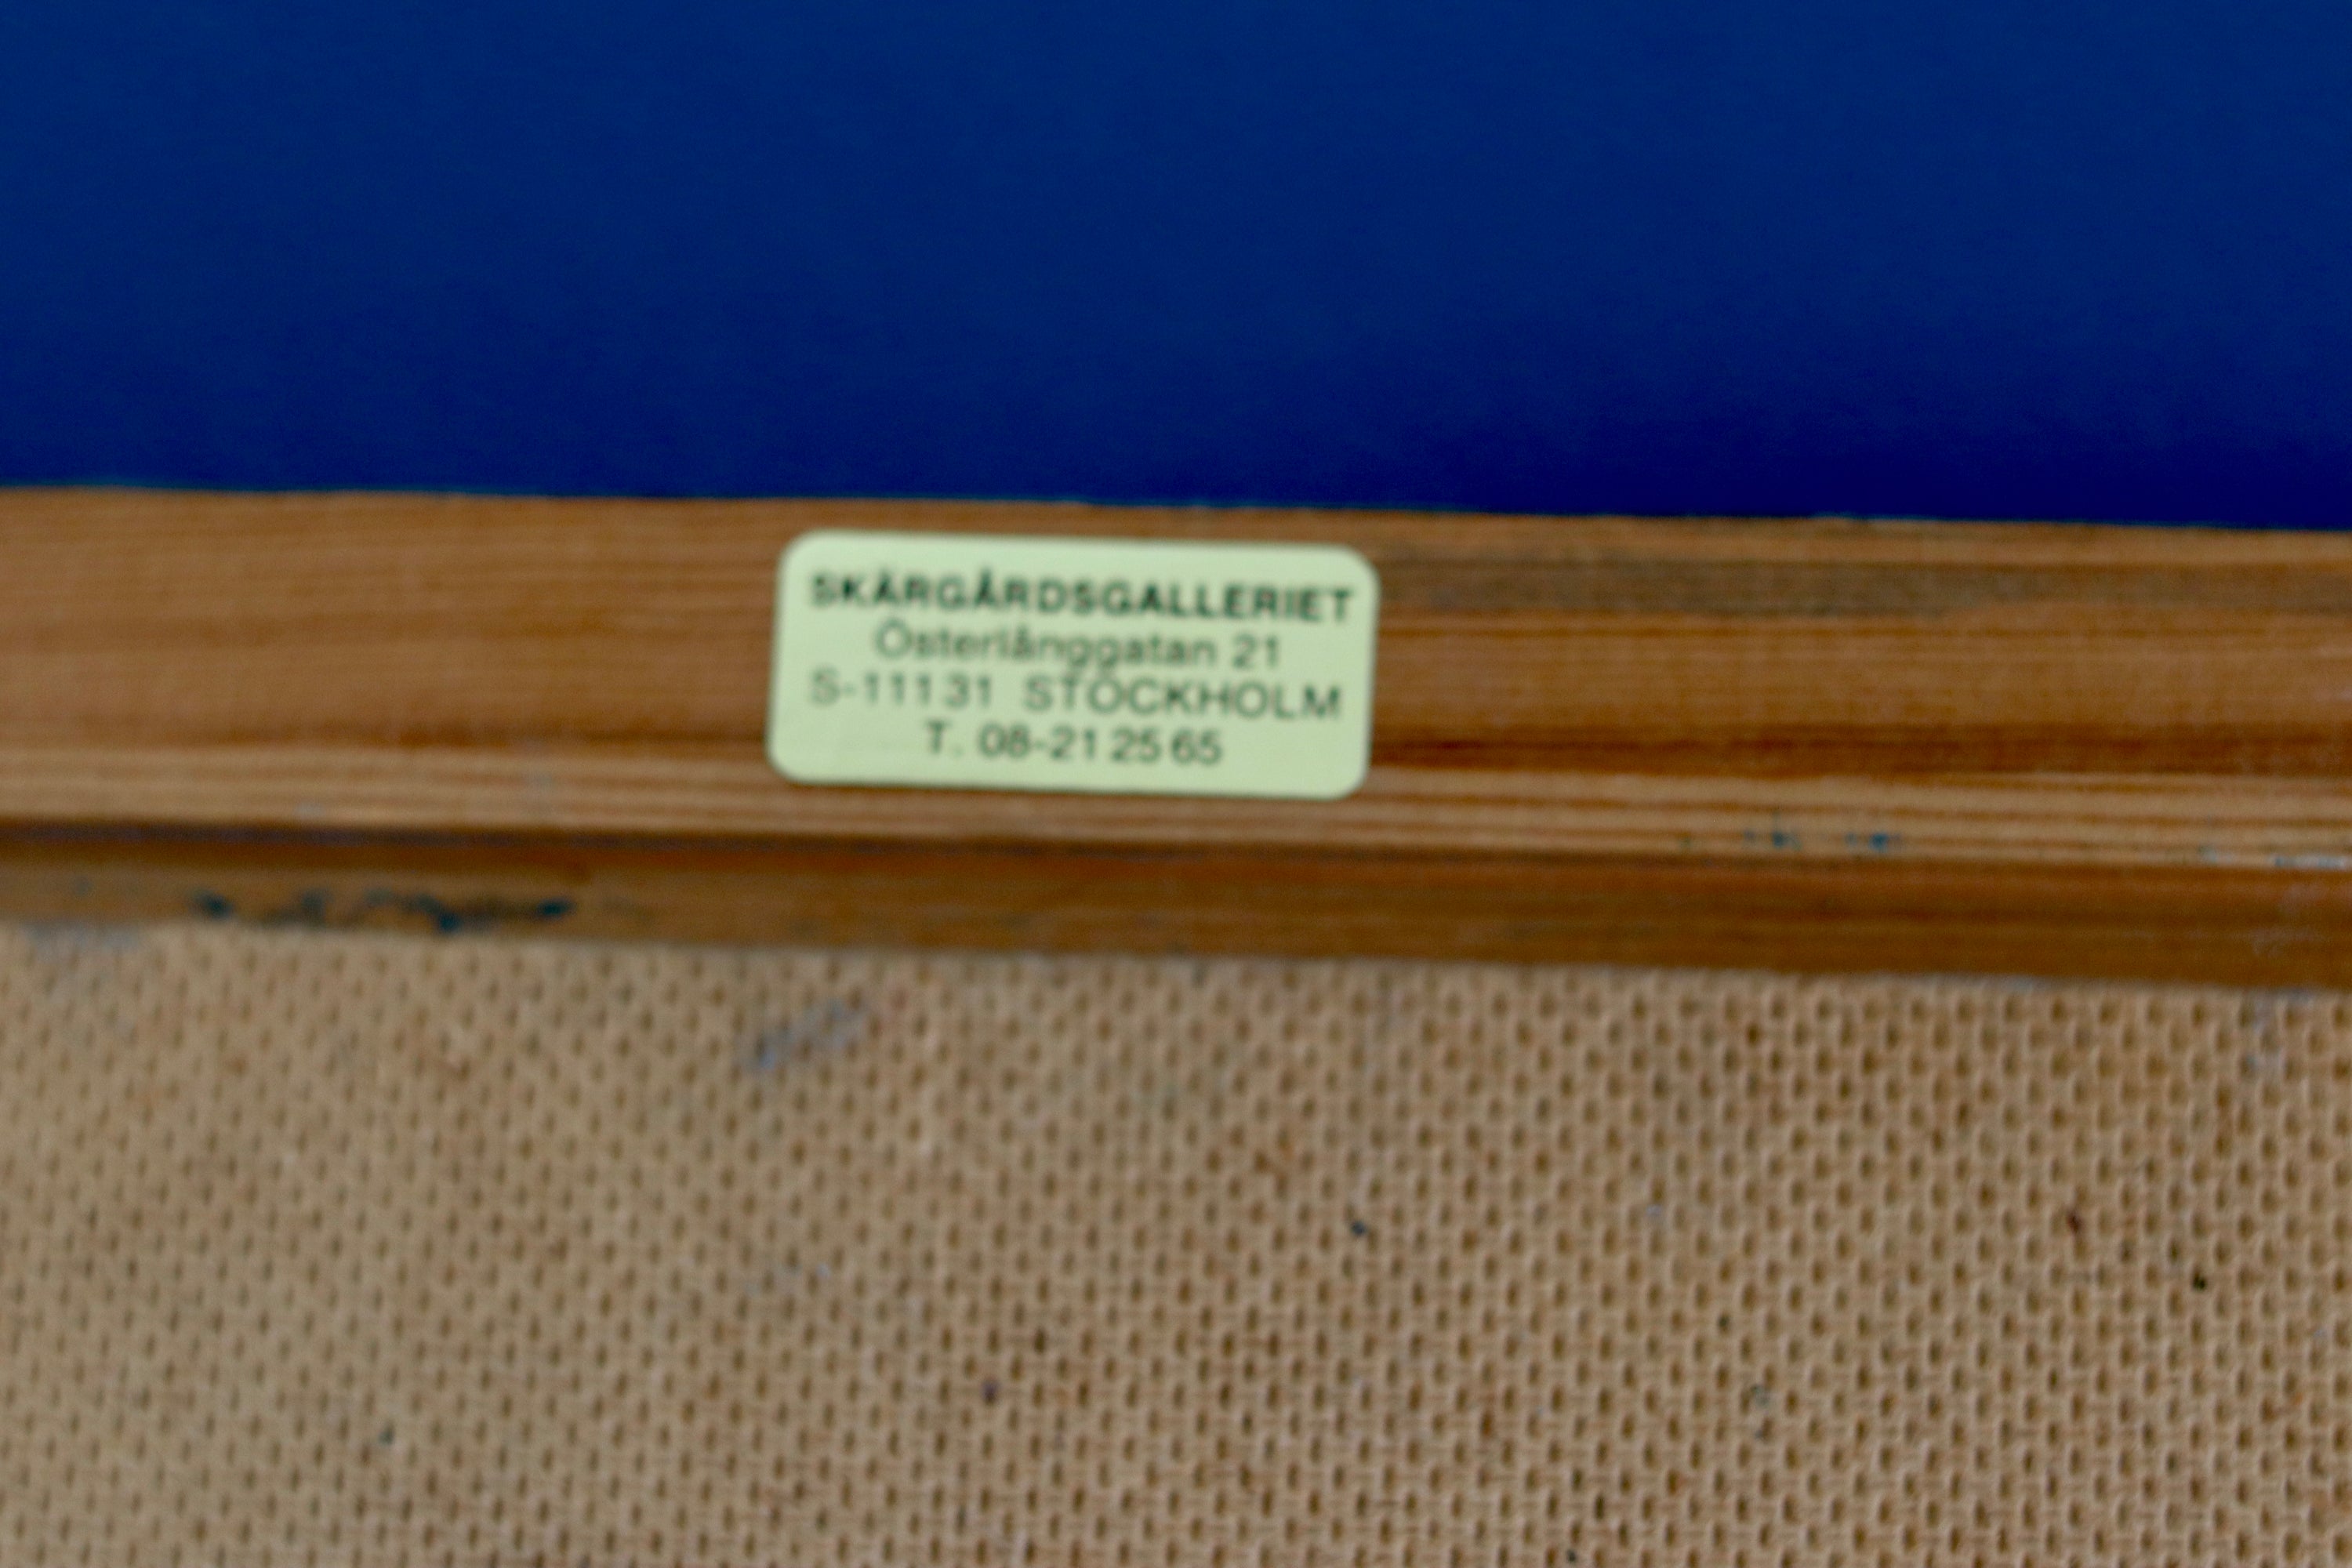 SKÄRGÅRDSGALLERIET
Österlånggatan 21
S-111 31 STOCKHOLM
T. 08-21 25 65